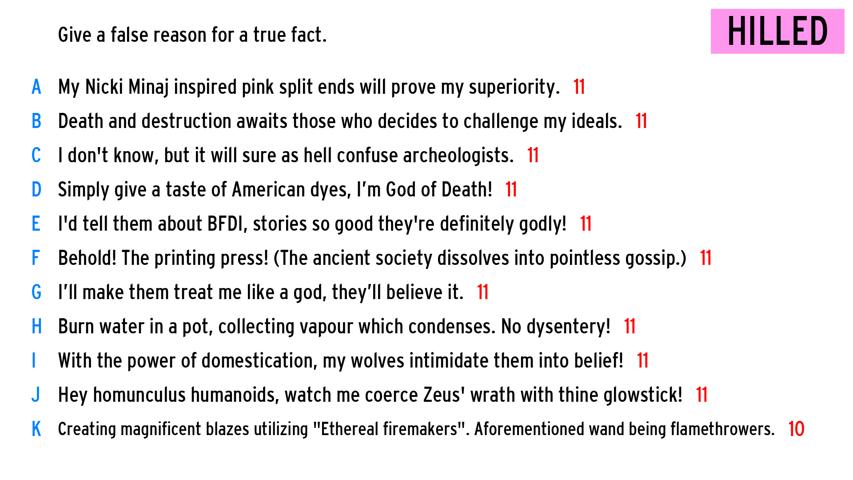 Give a false reason for a true fact.
HILLED
A My Nicki Minaj inspired pink split ends will prove my superiority. 11
B Death and destruction awaits those who decides to challenge my ideals. 11
C I don't know, but it will sure as hell confuse archeologists. 11
D Simply give a taste of American dyes, I’m God of Death! 11
E I'd tell them about BFDI, stories so good they're definitely godly! 11
F Behold! The printing press! (The ancient society dissolves into pointless gossip.) 11
G I’ll make them treat me like a god, they’ll believe it. 11
H Burn water in a pot, collecting vapour which condenses. No dysentery! 11
I With the power of domestication, my wolves intimidate them into belief! 11
J Hey homunculus humanoids, watch me coerce Zeus' wrath with thine glowstick! 11
K Creating magnificent blazes utilizing "Ethereal firemakers". Aforementioned wand being flamethrowers. 10